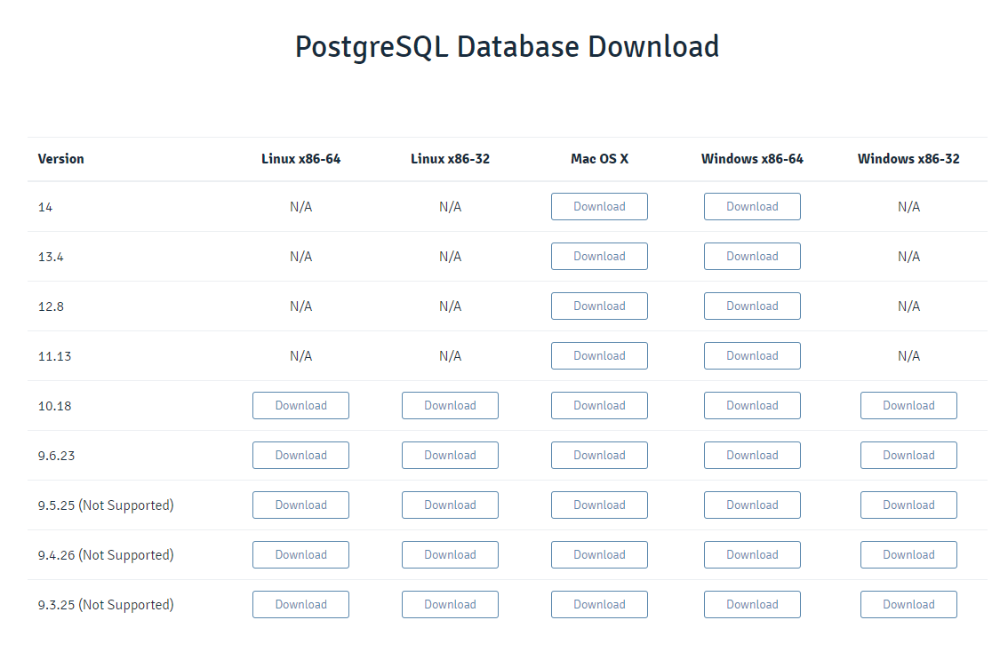 PostgreSQL Database Download
Version Linux x86-64 Linux x86-32 Mac OS X Windows x86-64 Windows x86-32
14 N/A N/A Download Download N/A
13.4 N/A N/A Download Download N/A
12.8 N/A N/A Download Download N/A
11.13 N/A N/A Download Download N/A
10.18 Download Download Download Download Download
9.6.23 Download Download Download Download Download
9.5.25 (Not Supported) Download Download Download Download Download
9.4.26 (Not Supported) Download Download Download Download Download
9.3.25 (Not Supported) Download Download Download Download Download